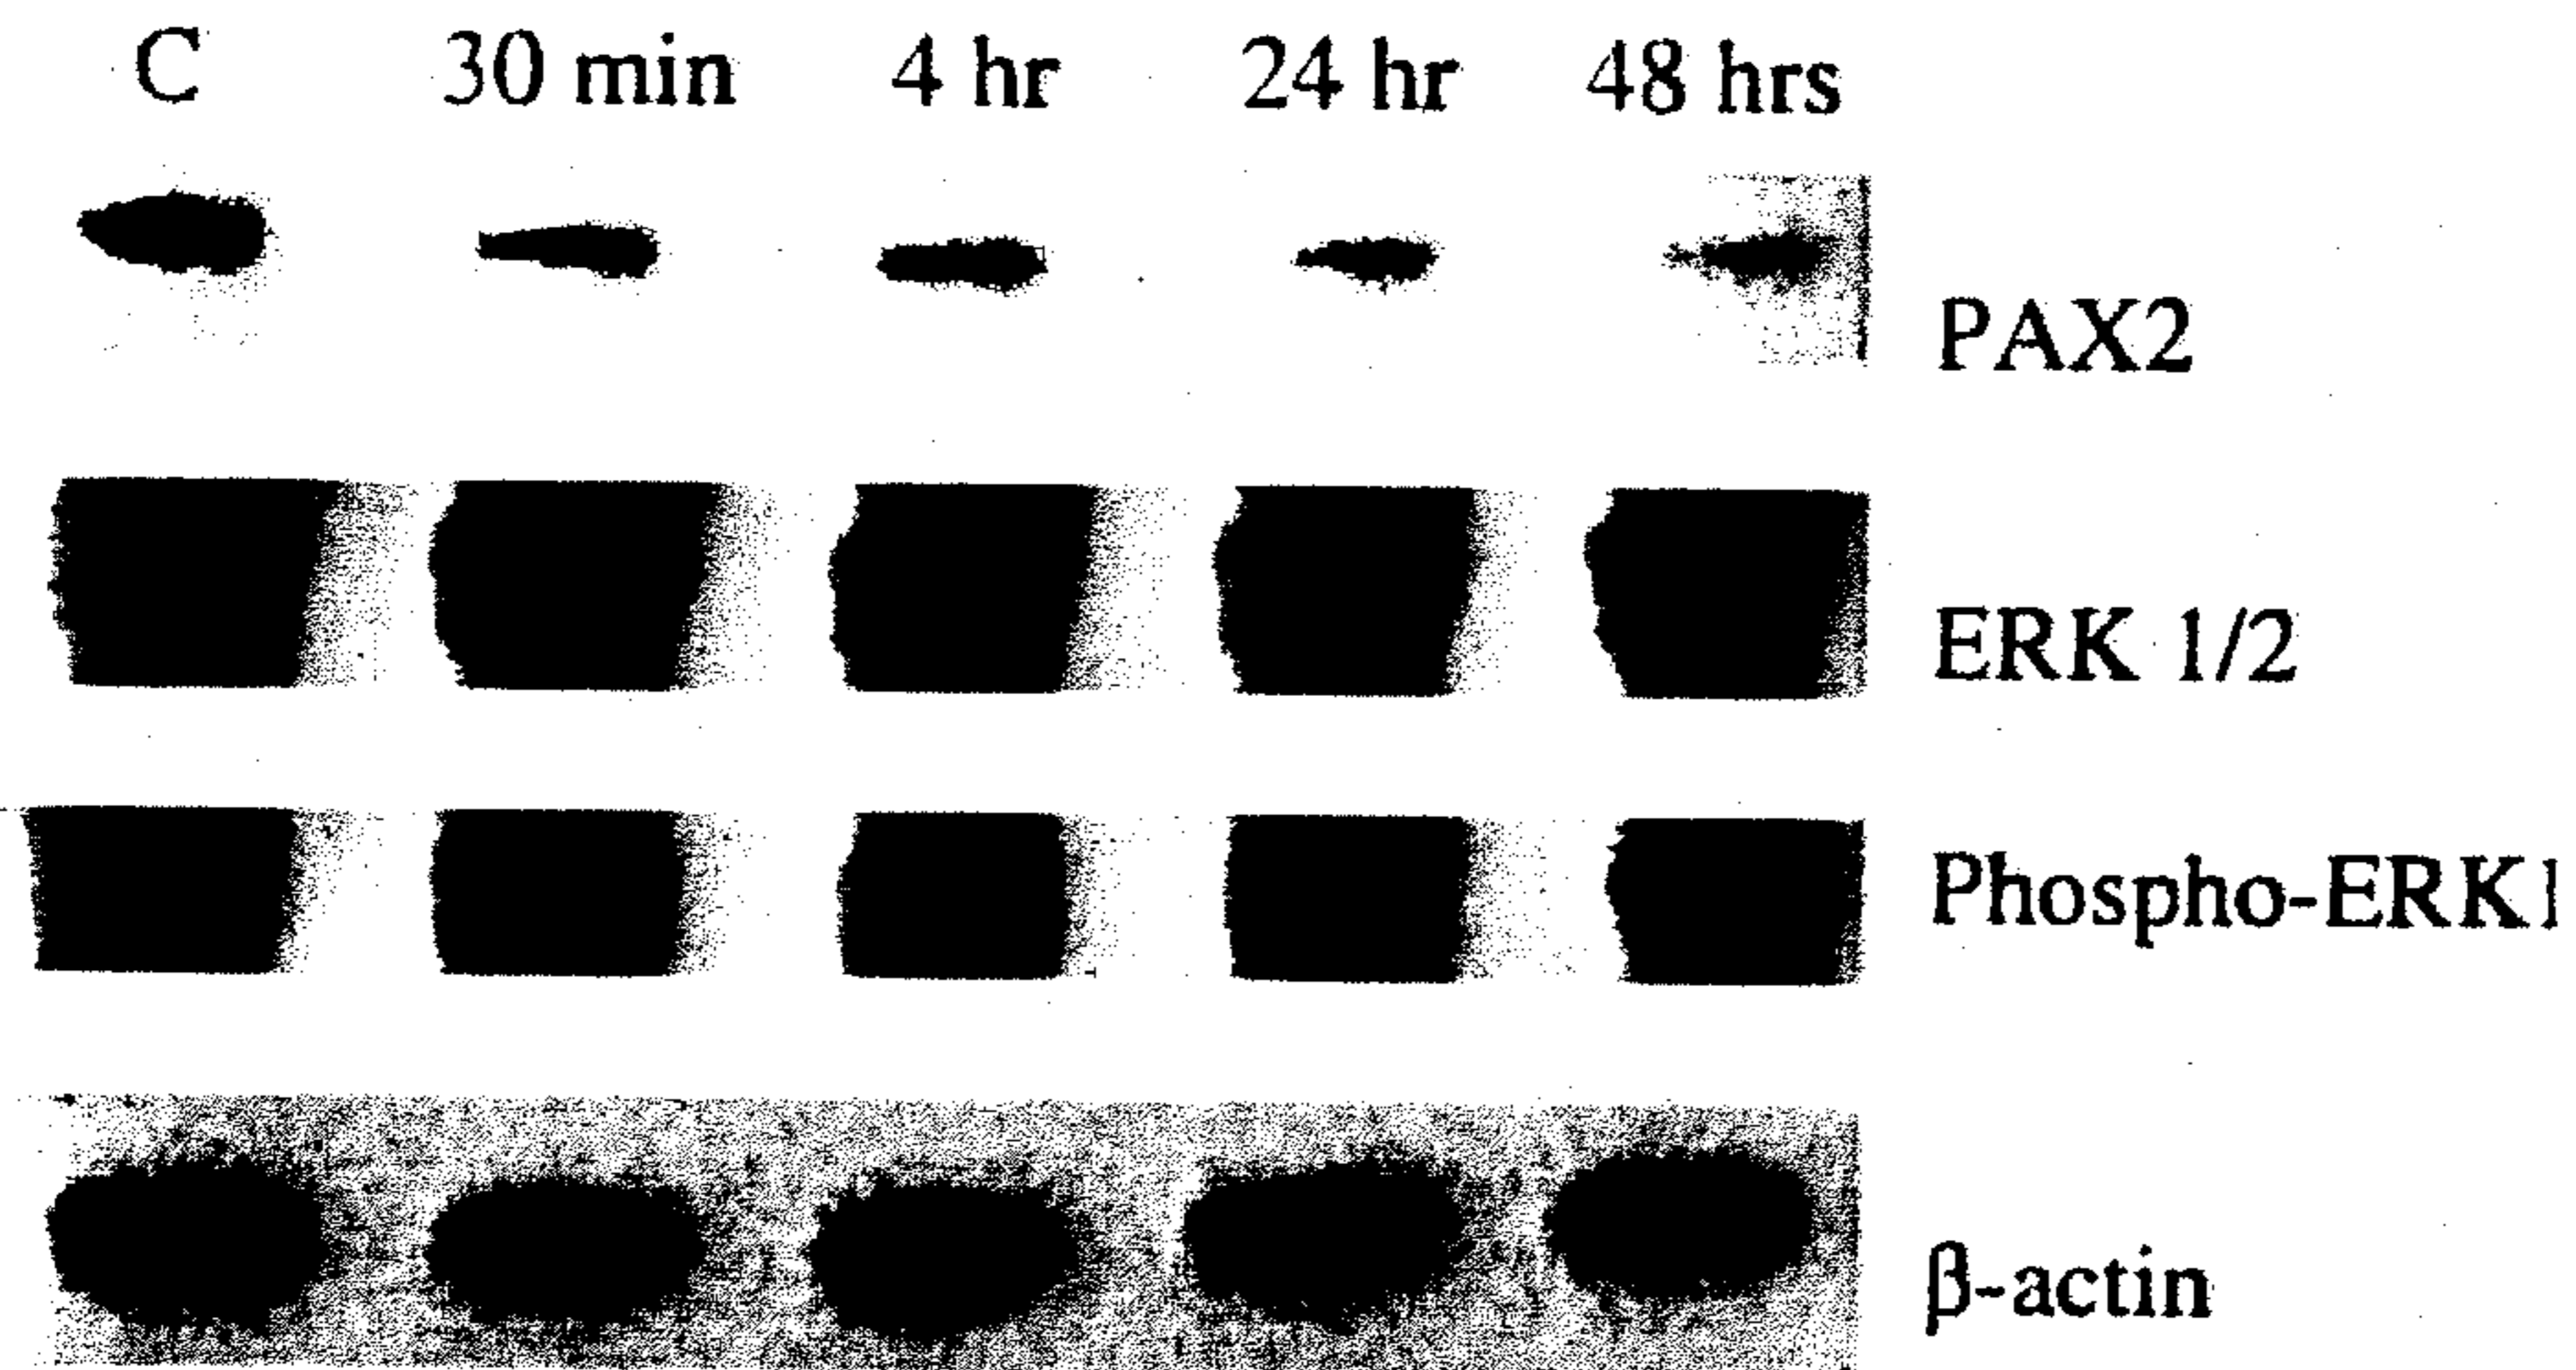 C 30 min 4 hr 24 hr 48 hrs
PAX2
ERK 1/2
Phospho-ERK1
β-actin